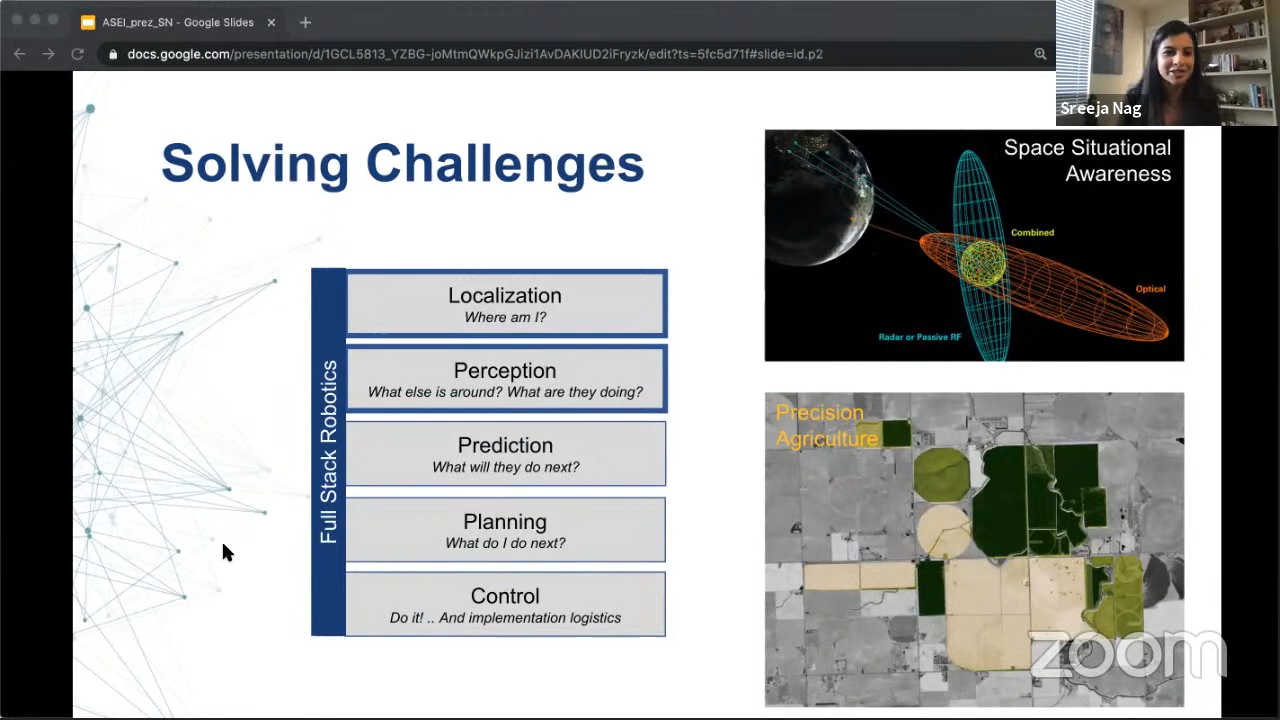 ASEI_prez_SN - Google Slides
docs.google.com/presentation/d/1GCL5813_YZBG-joMtmQWkpGJizi1AvDAKIUD2iFryzk/edit?ts=5fc5d71f#slide=id.p2
Sreeja Nag
Solving Challenges
Full Stack Robotics
Localization
Where am I?
Perception
What else is around? What are they doing?
Prediction
What will they do next?
Planning
What do I do next?
Control
Do it! .. And implementation logistics
Space Situational
Awareness
Combined
Optical
Radar or Passive RF
Precision
Agriculture
zoom